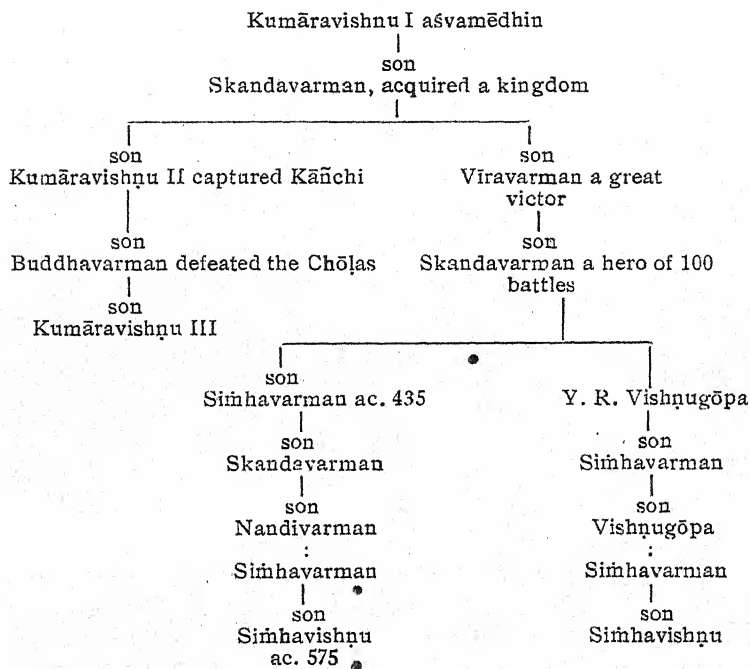 Kumāravishnu I aśvamēdhin
son
Skandavarman, acquired a kingdom
son
Kumāravishṇu II captured Kāñchi
son
Buddhavarman defeated the Chōḷas
son
Kumāravishṇu III
son
Vīravarman a great
victor
son
Skandavarman a hero of 100
battles
son
Siṁhavarman ac. 435
son
Skandavarman
son
Nandivarman
:
Siṁhavarman
son
Siṁhavishṇu
ac. 575
Y. R. Vishṇugōpa
son
Siṁhavarman
son
Vishṇugōpa
:
Siṁhavarman
son
Siṁhavishṇu